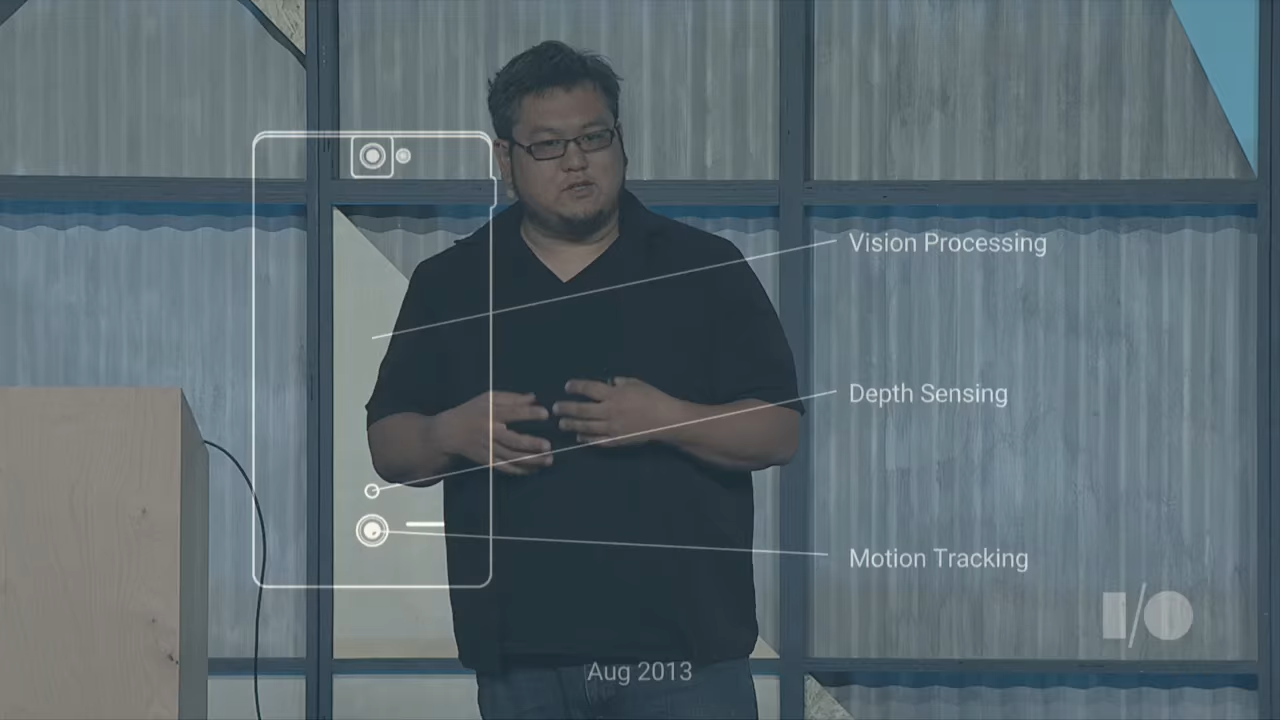 Vision Processing
Depth Sensing
Motion Tracking
I/O
Aug 2013